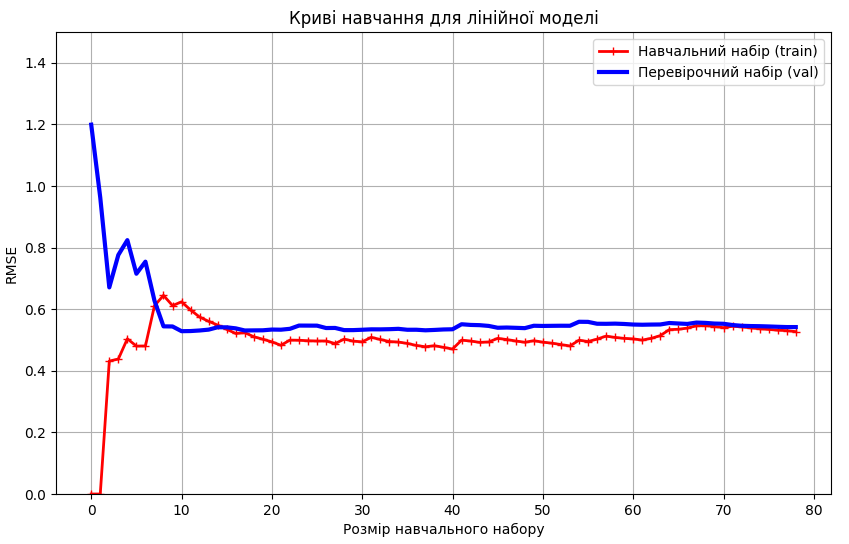 Криві навчання для лінійної моделі
Навчальний набір (train)
Перевірочний набір (val)
RMSE
1.4
1.2
1.0
0.8
0.6
0.4
0.2
0.0
0 10 20 30 40 50 60 70 80
Розмір навчального набору